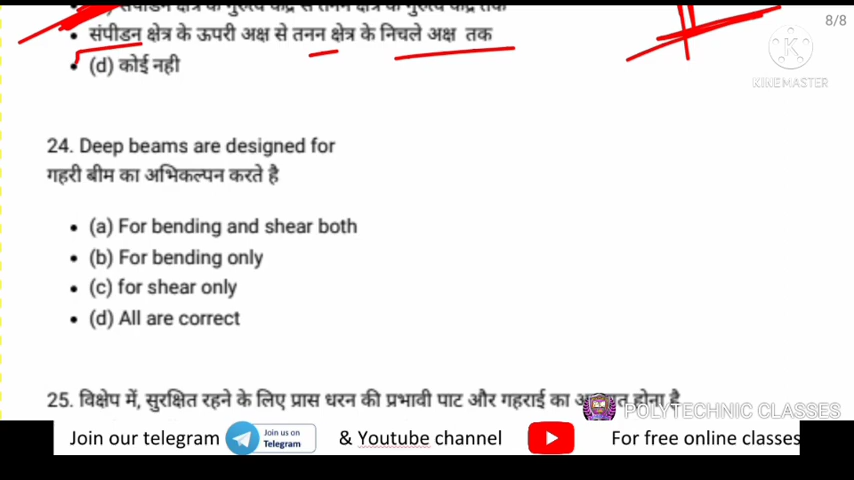 8/8
संपीडन क्षेत्र के गुरुत्व केंद्र से तनन क्षेत्र के गुरुत्व केंद्र तक
• संपीडन क्षेत्र के ऊपरी अक्ष से तनन क्षेत्र के निचले अक्ष तक
• (d) कोई नही
KINEMASTER
24. Deep beams are designed for
गहरी बीम का अभिकल्पन करते है
• (a) For bending and shear both
• (b) For bending only
• (c) for shear only
• (d) All are correct
25. विक्षेप में, सुरक्षित रहने के लिए प्रास धरन की प्रभावी पाट और गहराई का होना है
POLYTECHNIC CLASSES
Join our telegram Join us on Telegram & Youtube channel For free online classes